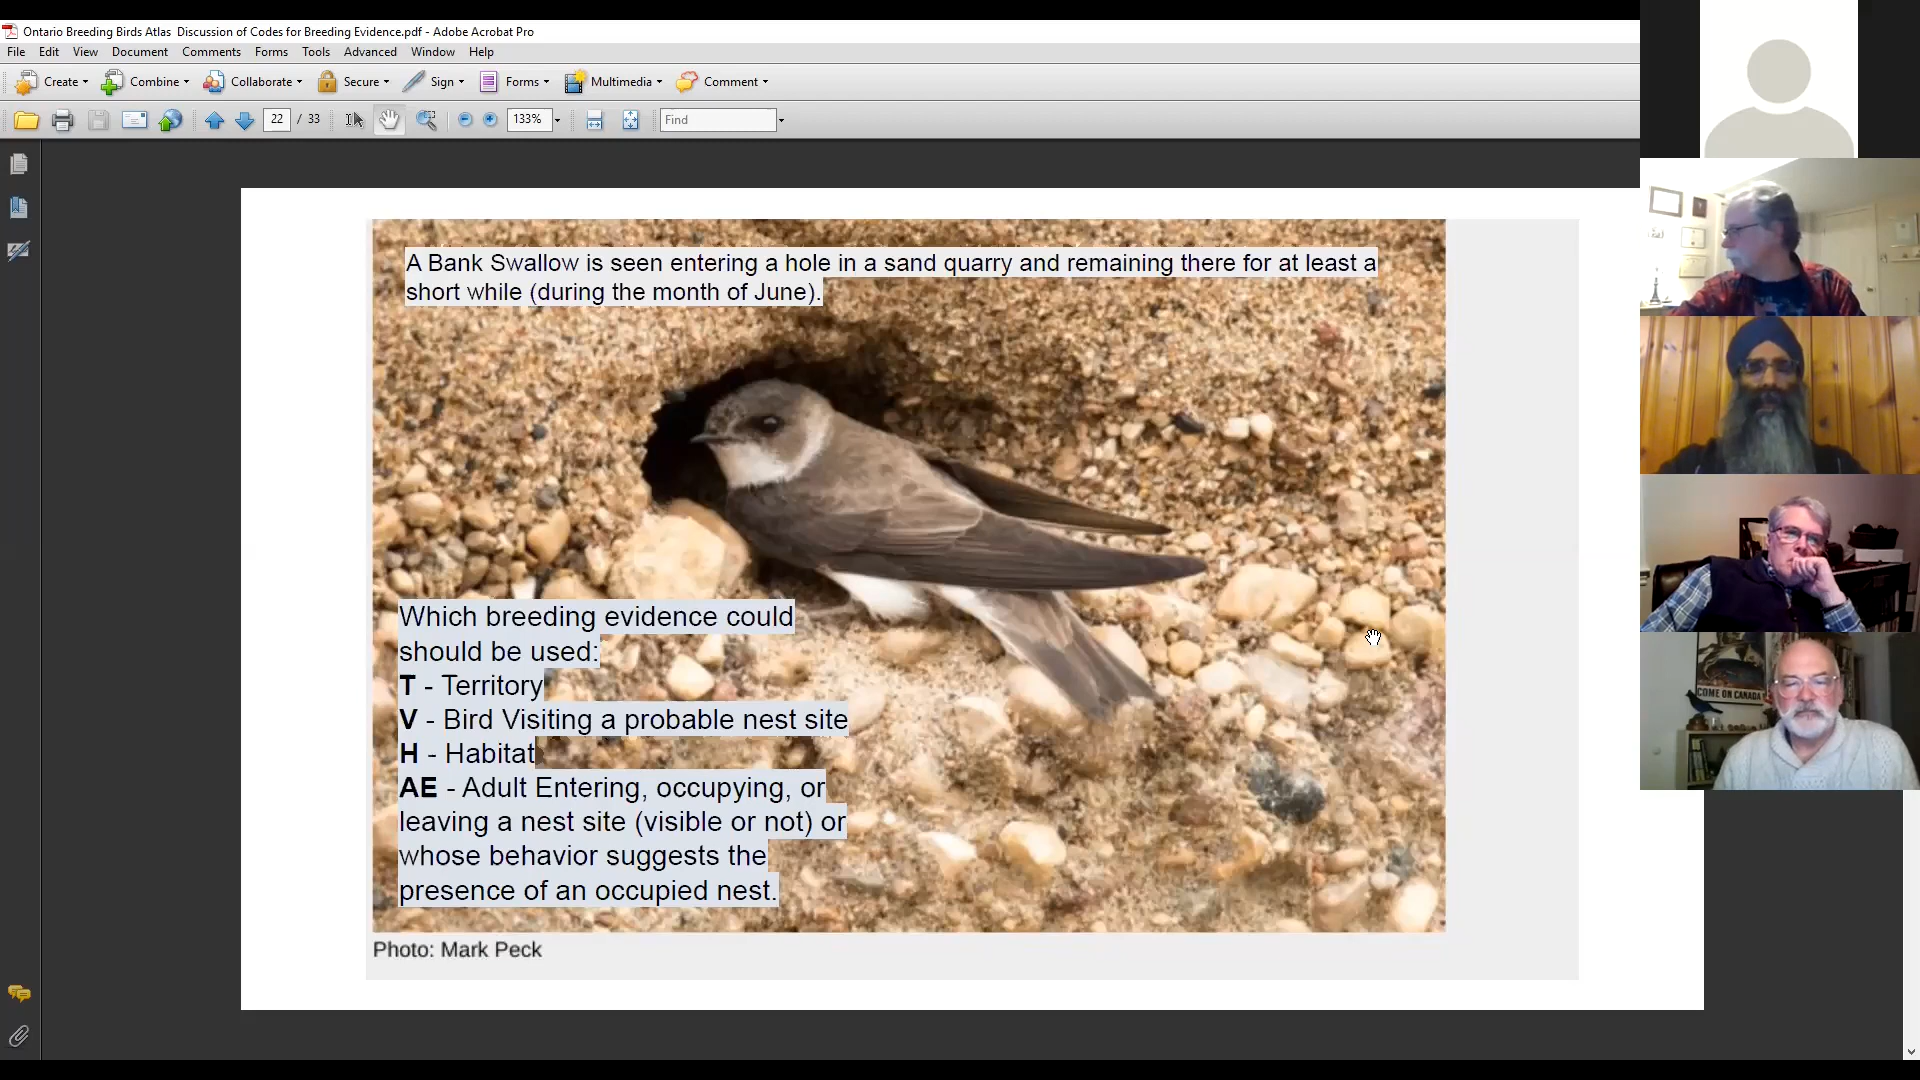 Ontario Breeding Birds Atlas  Discussion of Codes for Breeding Evidence.pdf - Adobe Acrobat Pro
File Edit View Document Comments Forms Tools Advanced Window Help
Create Combine Collaborate Secure Sign Forms Multimedia Comment
22 / 33 133% Find
A Bank Swallow is seen entering a hole in a sand quarry and remaining there for at least a
short while (during the month of June).
Which breeding evidence could
should be used:
T - Territory
V - Bird Visiting a probable nest site
H - Habitat
AE - Adult Entering, occupying, or
leaving a nest site (visible or not) or
whose behavior suggests the
presence of an occupied nest.
Photo: Mark Peck
COME ON CANADA